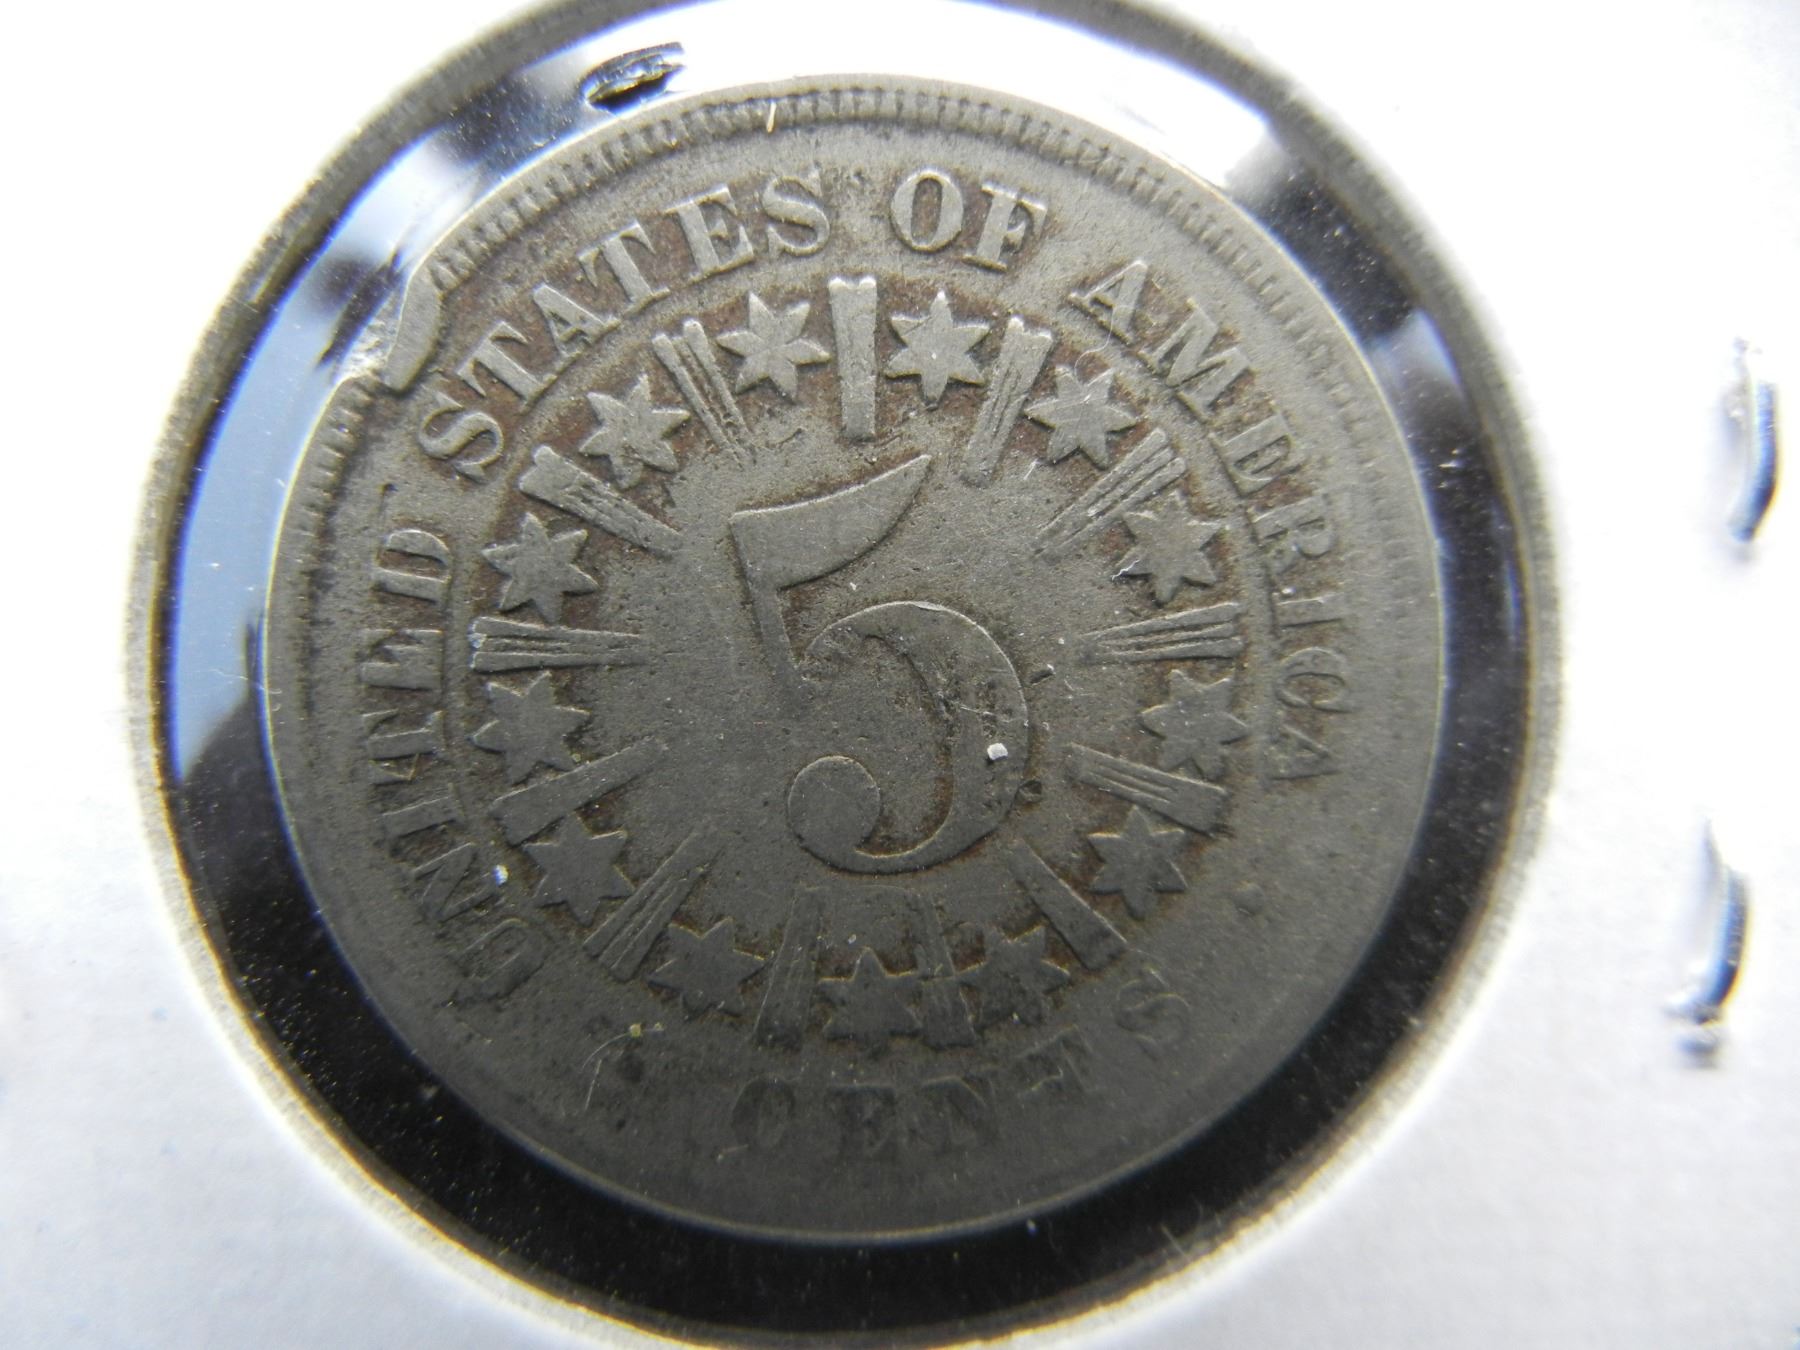 UNITED STATES OF AMERICA
5
CENTS